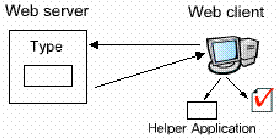 Web server
Web client
Type
Helper Application